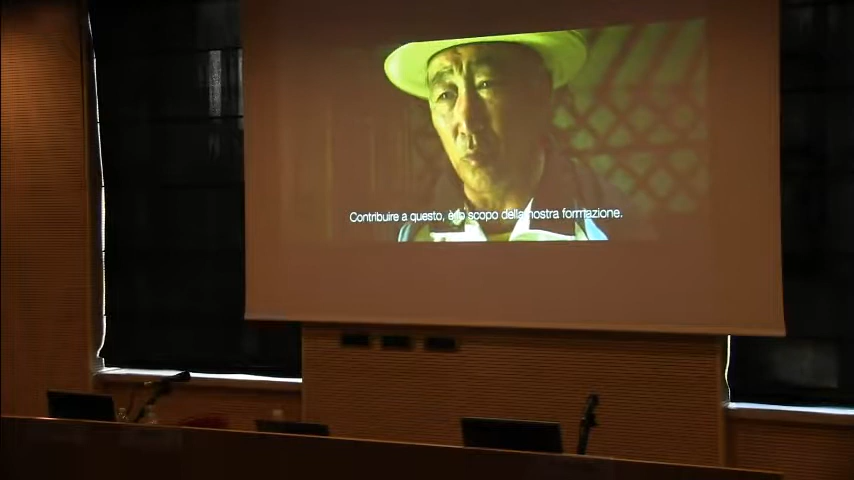 Contribuire a questo, è lo scopo della nostra formazione.